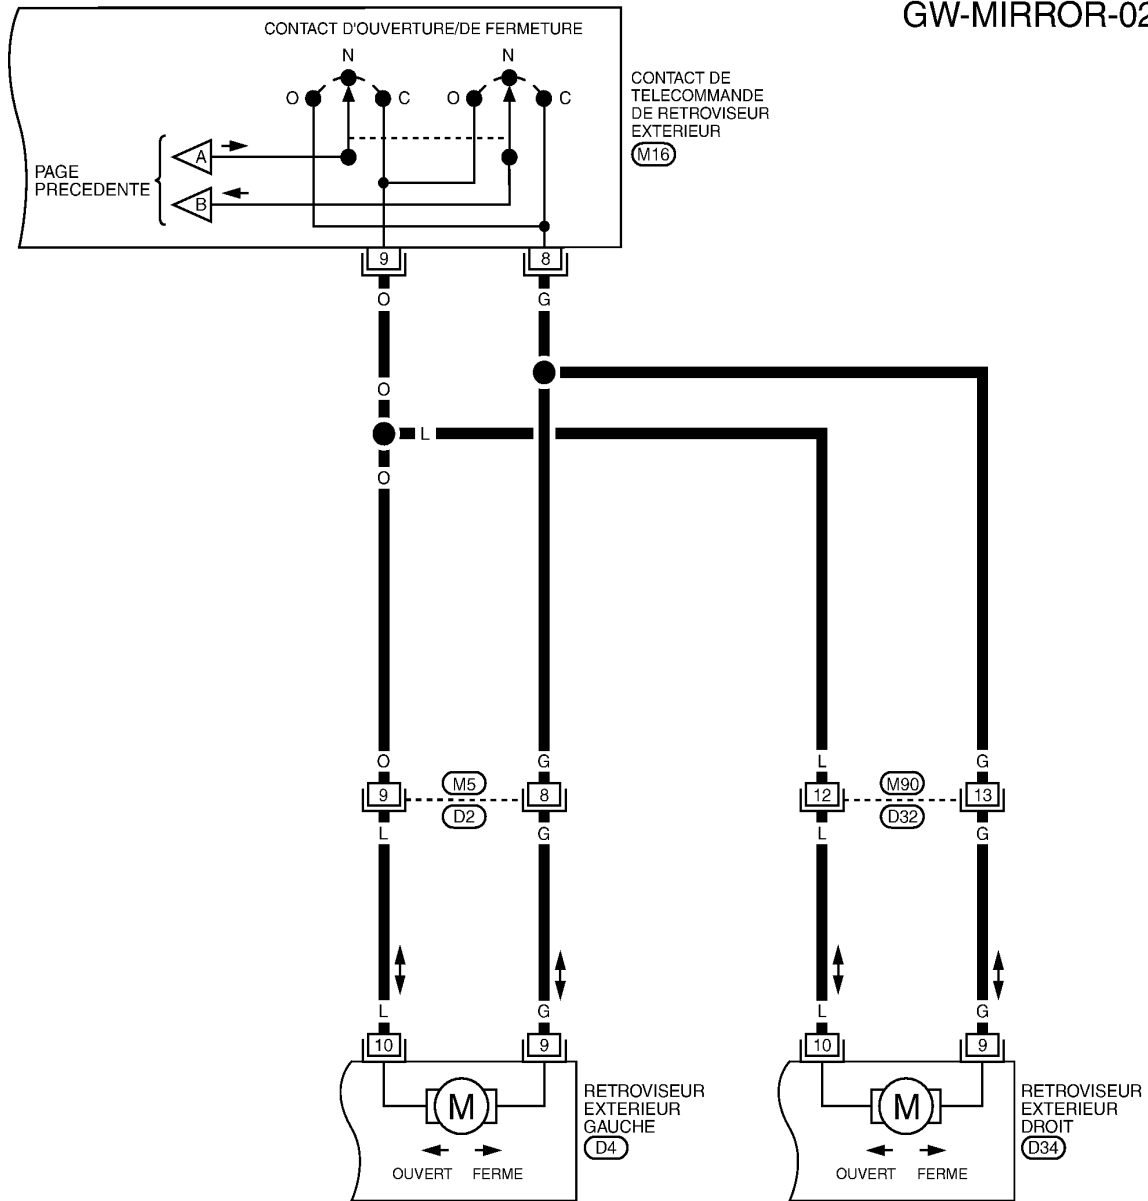 GW-MIRROR-02
CONTACT D'OUVERTURE/DE FERMETURE
N
N
O
C
O
C
CONTACT DE
TELECOMMANDE
DE RETROVISEUR
EXTERIEUR
M16
A
B
PAGE
PRECEDENTE
9
8
O
G
O
L
O
O
G
L
G
9
M5
8
12
M90
13
D2
D32
L
G
L
G
L
G
L
G
10
9
10
9
M
RETROVISEUR
EXTERIEUR
GAUCHE
D4
OUVERT
FERME
M
RETROVISEUR
EXTERIEUR
DROIT
D34
OUVERT
FERME